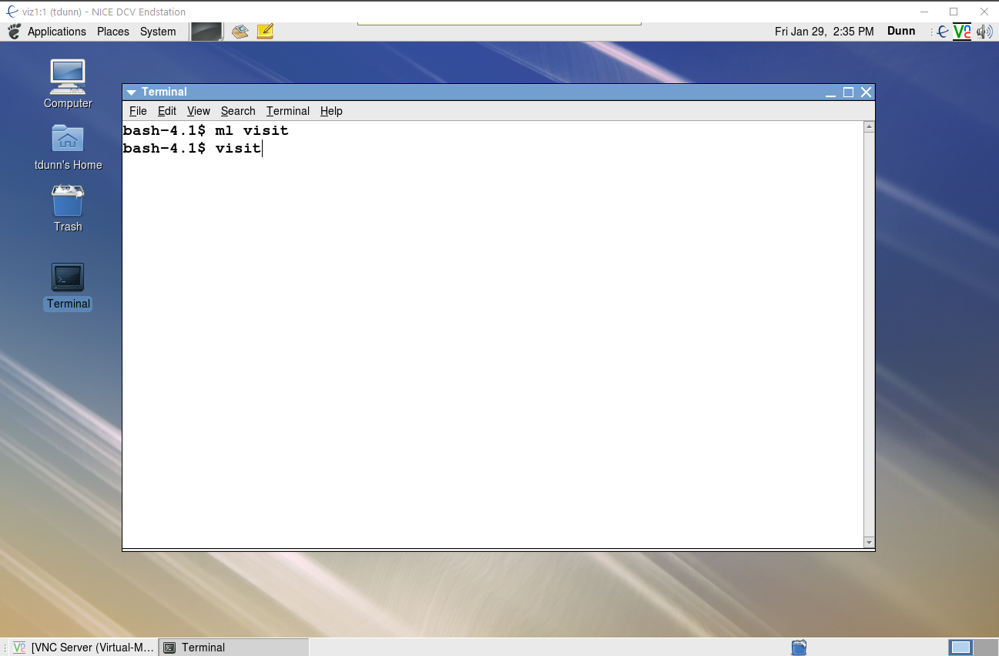 viz1:1 (tdunn) - NICE DCV Endstation
Applications Places System
Fri Jan 29, 2:35 PM Dunn
Computer
tdunn's Home
Trash
Terminal
Terminal
File Edit View Search Terminal Help
bash-4.1$ ml visit
bash-4.1$ visit
[VNC Server (Virtual-M... Terminal